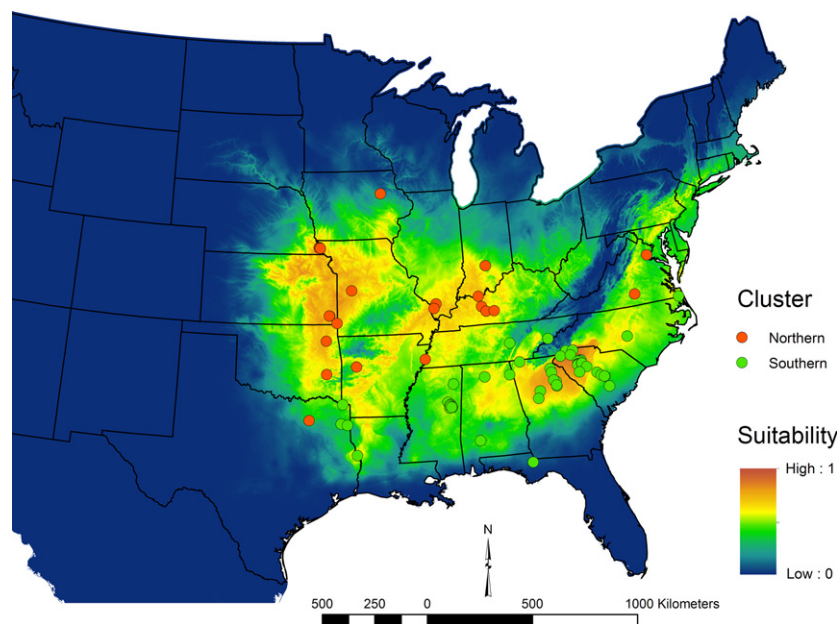 Cluster
Northern
Southern
Suitability
High : 1
Low : 0
N
500 250 0 500 1000 Kilometers